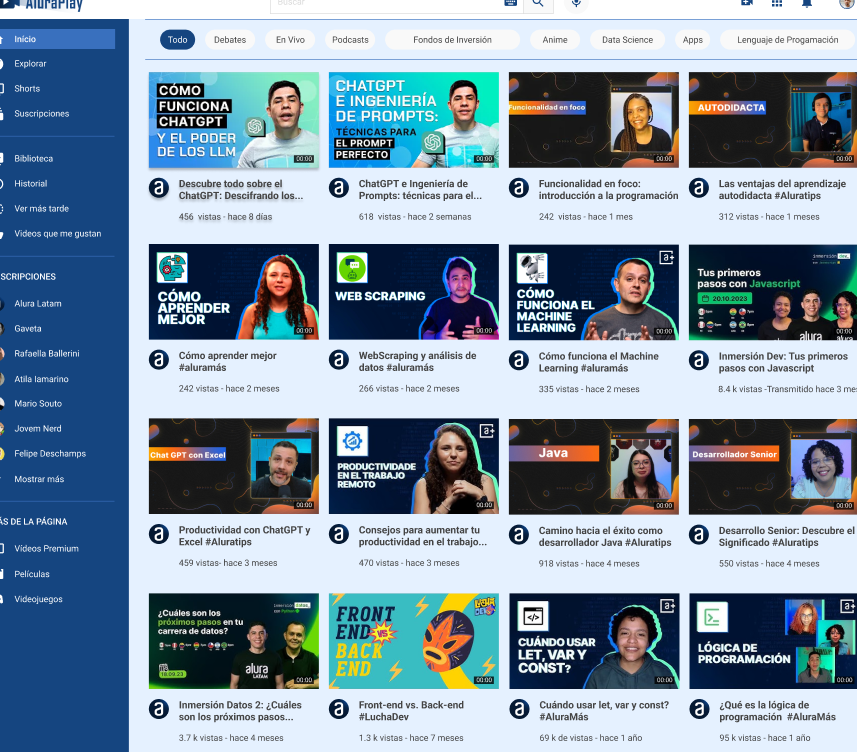 AluraPlay
Buscar
Todo
Debates
En Vivo
Podcasts
Fondos de Inversión
Anime
Data Science
Apps
Lenguaje de Progamación
Início
Explorar
Shorts
Suscripciones
Biblioteca
Historial
Ver más tarde
Videos que me gustan
SCRIPCIONES
Alura Latam
Gaveta
Rafaella Ballerini
Atila Iamarino
Mario Souto
Jovem Nerd
Felipe Deschamps
Mostrar más
ÁS DE LA PÁGINA
Vídeos Premium
Películas
Videojuegos
CÓMO
FUNCIONA
CHATGPT
Y EL PODER
DE LOS LLM
00:00
Descubre todo sobre el
ChatGPT: Descifrando los...
456 vistas - hace 8 días
CHATGPT
E INGENIERÍA
DE PROMPTS:
TÉCNICAS PARA
EL PROMPT
PERFECTO
00:00
ChatGPT e Ingeniería de
Prompts: técnicas para el...
618 vistas - hace 2 semanas
Funcionalidad en foco
00:00
Funcionalidad en foco:
introducción a la programación
242 vistas - hace 1 mes
AUTODIDACTA
00:00
Las ventajas del aprendizaje
autodidacta #Aluratips
312 vistas - hace 1 meses
CÓMO
APRENDER
MEJOR
00:00
Cómo aprender mejor
#aluramás
242 vistas - hace 2 meses
WEB SCRAPING
00:00
WebScraping y análisis de
datos #aluramás
266 vistas - hace 2 meses
a+
CÓMO
FUNCIONA EL
MACHINE
LEARNING
00:00
Cómo funciona el Machine
Learning #aluramás
335 vistas - hace 2 meses
inmersión dev_
Tus primeros
pasos con Javascript
20.10.2023
alura
00:00
Inmersión Dev: Tus primeros
pasos con Javascript
8.4 k vistas -Transmitido hace 3 mes
Chat GPT con Excel
00:00
Productividad con ChatGPT y
Excel #Aluratips
459 vistas- hace 3 meses
a+
PRODUCTIVIDADE
EN EL TRABAJO
REMOTO
00:00
Consejos para aumentar tu
productividad en el trabajo...
470 vistas - hace 3 meses
Java
00:00
Camino hacia el éxito como
desarrollador Java #Aluratips
918 vistas - hace 4 meses
Desarrollador Senior
00:00
Desarrollo Senior: Descubre el
Significado #Aluratips
550 vistas - hace 4 meses
inmersión datos_
¿Cuáles son los
próximos pasos en tu
carrera de datos?
18.09.23
alura
LATAM
00:00
Inmersión Datos 2: ¿Cuáles
son los próximos pasos...
3.7 k vistas - hace 4 meses
FRONT
END VS
BACK
END
LUCHA
DEV
00:00
Front-end vs. Back-end
#LuchaDev
1.3 k vistas - hace 7 meses
a+
CUÁNDO USAR
LET, VAR Y
CONST?
00:00
Cuándo usar let, var y const?
#AluraMás
69 k de vistas - hace 1 año
a+
LÓGICA DE
PROGRAMACIÓN
00:00
¿Qué es la lógica de
programación #AluraMás
95 k vistas - hace 1 año